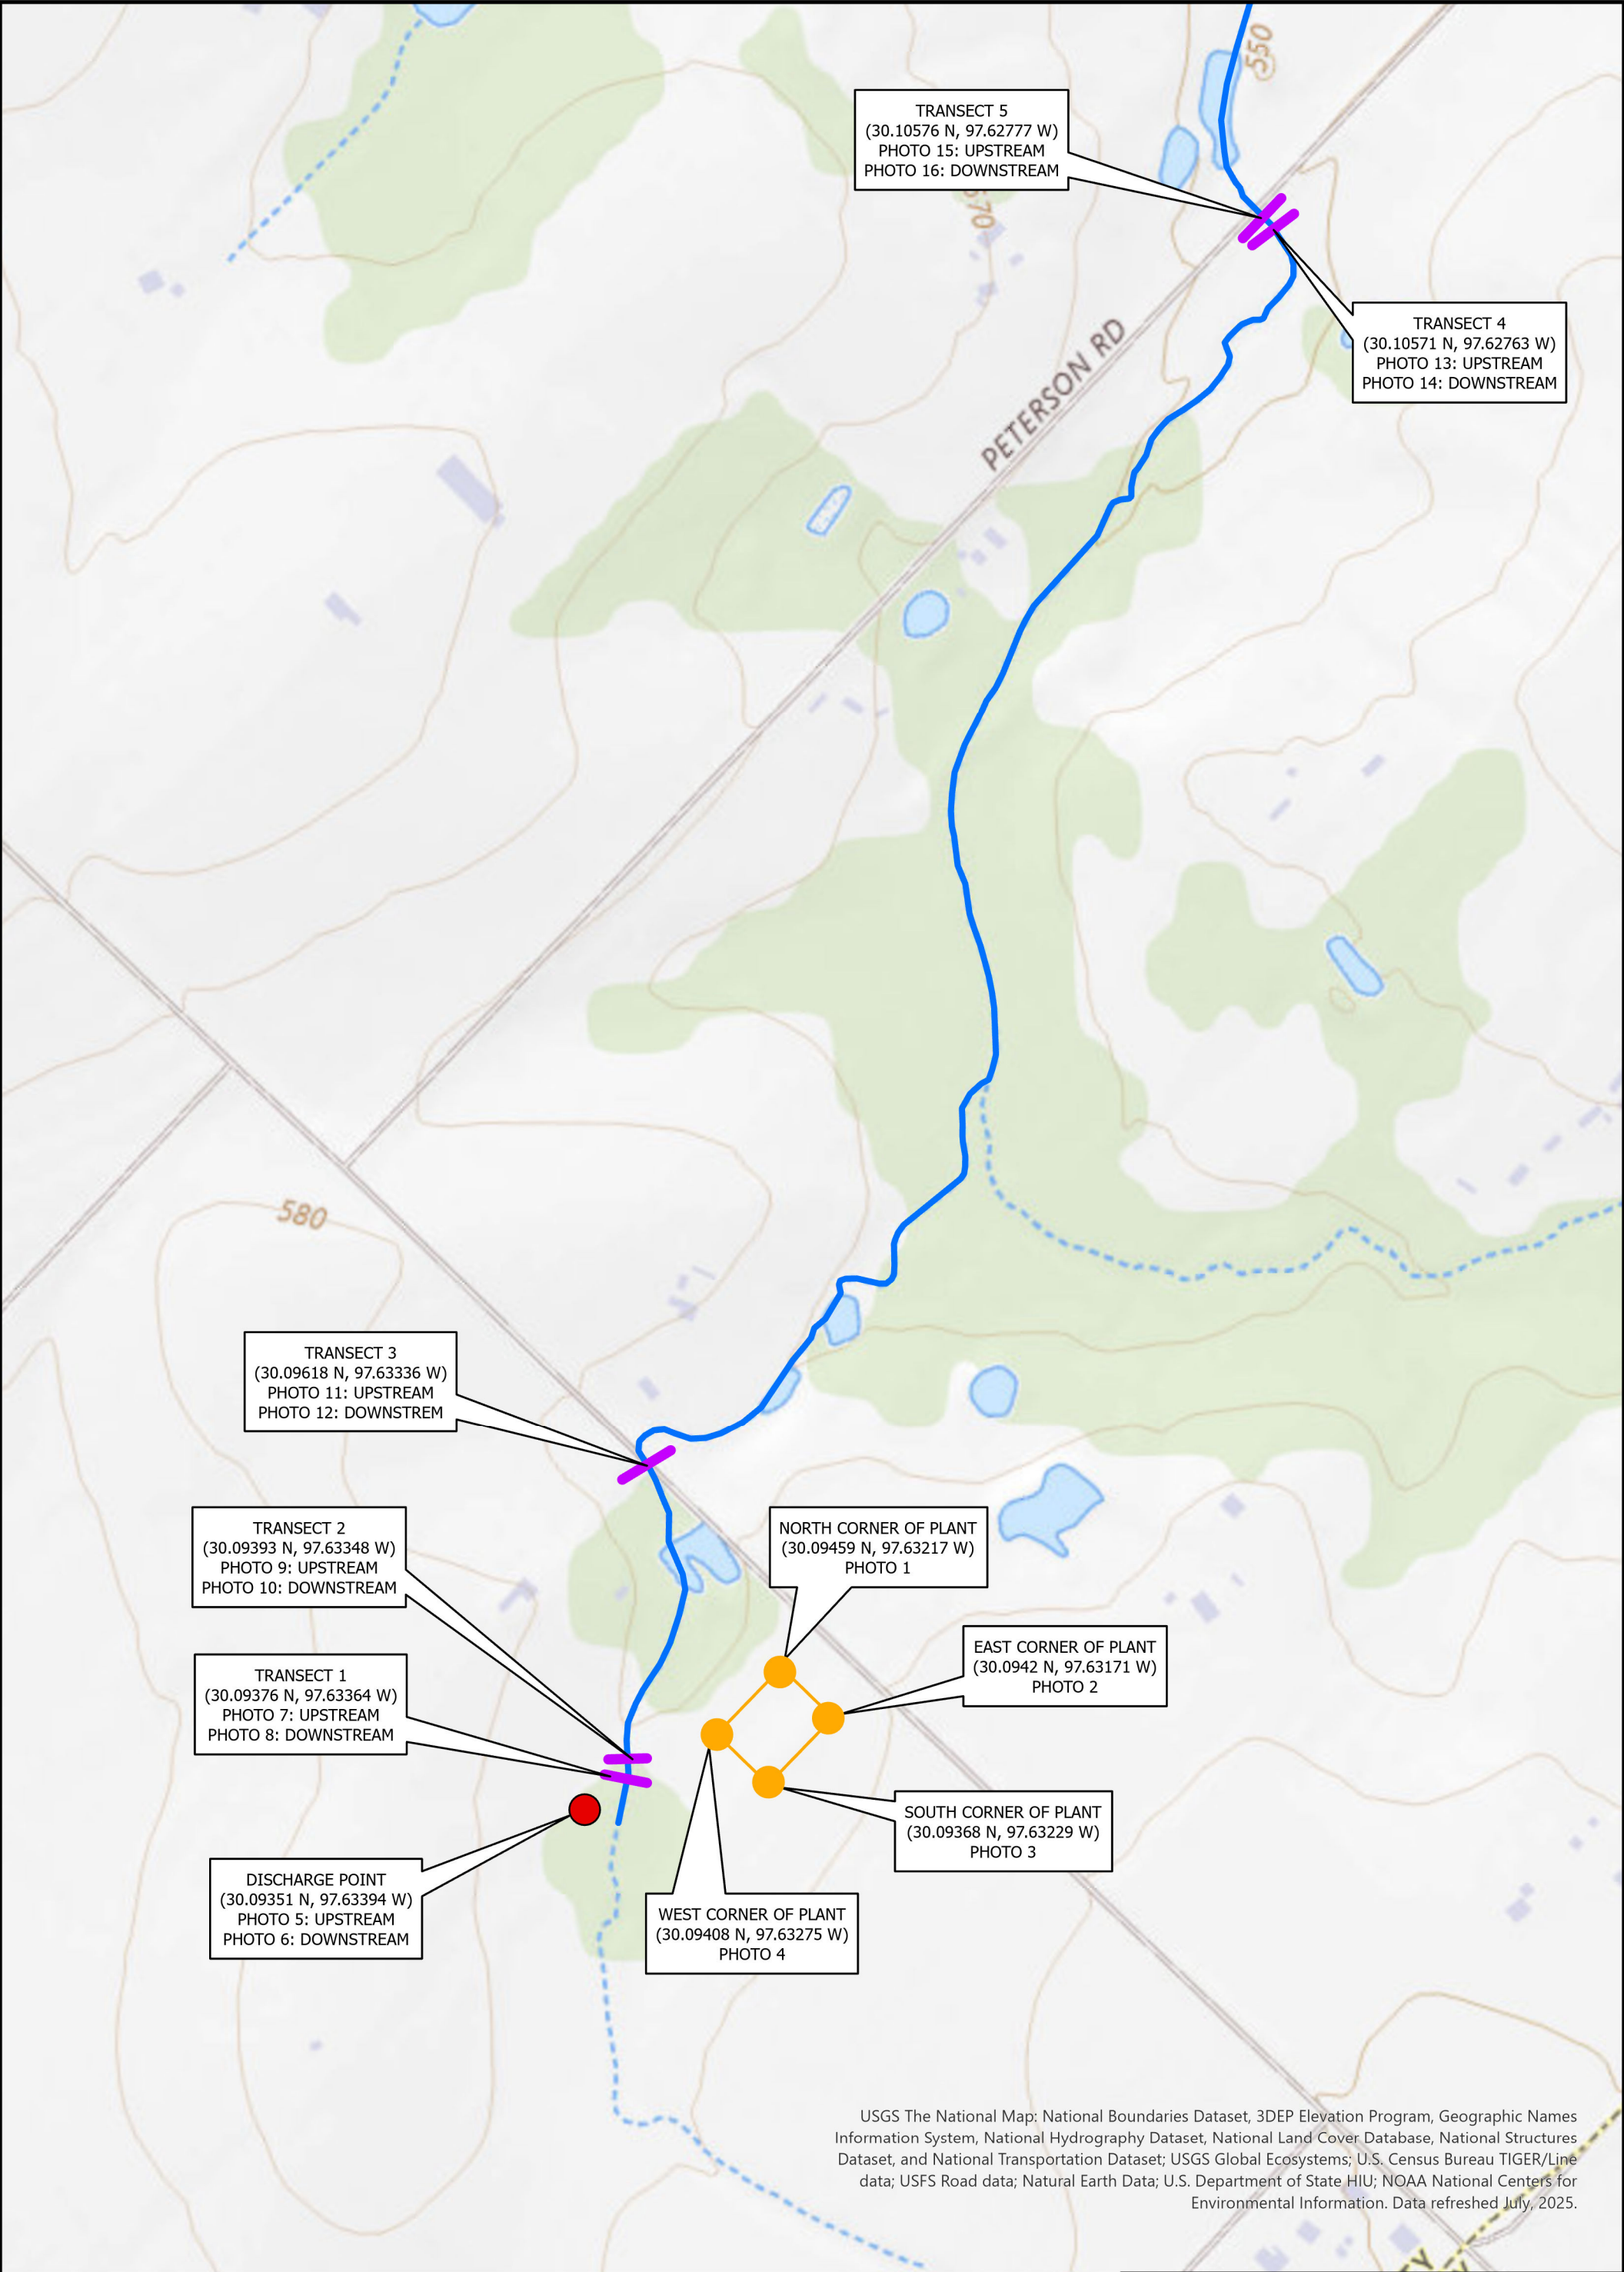 550
TRANSECT 5
(30.10576 N, 97.62777 W)
PHOTO 15: UPSTREAM
PHOTO 16: DOWNSTREAM
570
TRANSECT 4
(30.10571 N, 97.62763 W)
PHOTO 13: UPSTREAM
PHOTO 14: DOWNSTREAM
PETERSON RD
580
TRANSECT 3
(30.09618 N, 97.63336 W)
PHOTO 11: UPSTREAM
PHOTO 12: DOWNSTREM
TRANSECT 2
(30.09393 N, 97.63348 W)
PHOTO 9: UPSTREAM
PHOTO 10: DOWNSTREAM
NORTH CORNER OF PLANT
(30.09459 N, 97.63217 W)
PHOTO 1
EAST CORNER OF PLANT
(30.0942 N, 97.63171 W)
PHOTO 2
TRANSECT 1
(30.09376 N, 97.63364 W)
PHOTO 7: UPSTREAM
PHOTO 8: DOWNSTREAM
SOUTH CORNER OF PLANT
(30.09368 N, 97.63229 W)
PHOTO 3
DISCHARGE POINT
(30.09351 N, 97.63394 W)
PHOTO 5: UPSTREAM
PHOTO 6: DOWNSTREAM
WEST CORNER OF PLANT
(30.09408 N, 97.63275 W)
PHOTO 4
USGS The National Map: National Boundaries Dataset, 3DEP Elevation Program, Geographic Names
Information System, National Hydrography Dataset, National Land Cover Database, National Structures
Dataset, and National Transportation Dataset; USGS Global Ecosystems; U.S. Census Bureau TIGER/Line
data; USFS Road data; Natural Earth Data; U.S. Department of State HIU; NOAA National Centers for
Environmental Information. Data refreshed July, 2025.